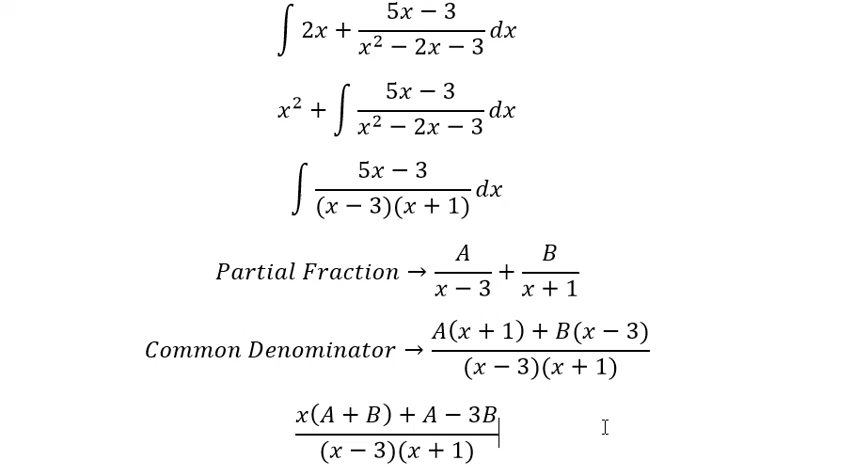 ∫ 2x + (5x − 3)/(x² − 2x − 3) dx
x² + ∫ (5x − 3)/(x² − 2x − 3) dx
∫ (5x − 3)/((x − 3)(x + 1)) dx
Partial Fraction → A/(x − 3) + B/(x + 1)
Common Denominator → (A(x + 1) + B(x − 3))/((x − 3)(x + 1))
(x(A + B) + A − 3B)/((x − 3)(x + 1))